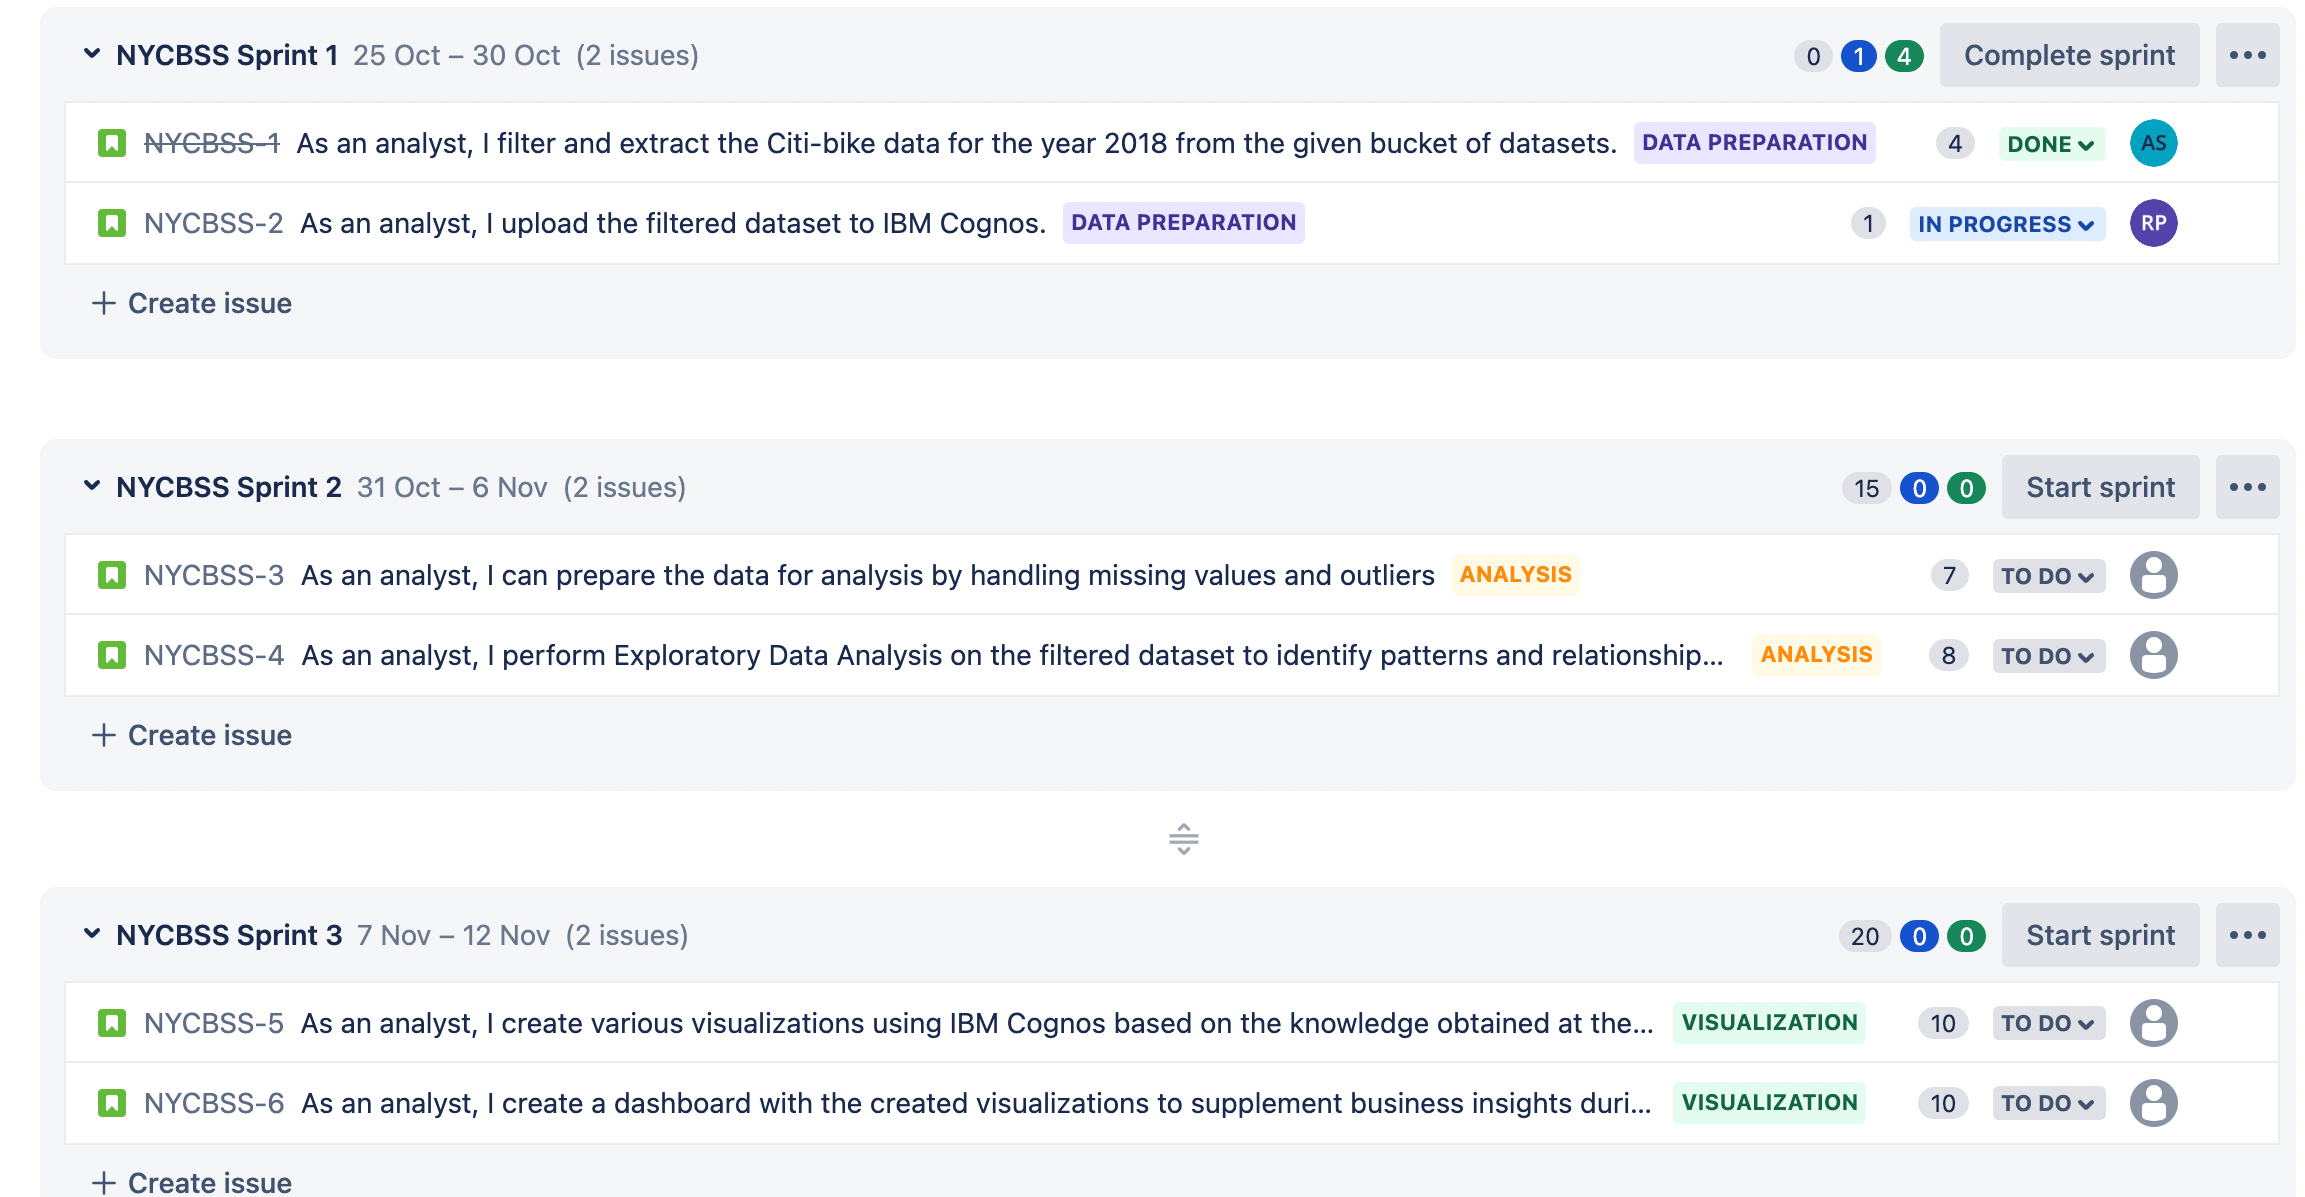 NYCBSS Sprint 1 25 Oct – 30 Oct (2 issues) 0 1 4 Complete sprint
NYCBSS-1 As an analyst, I filter and extract the Citi-bike data for the year 2018 from the given bucket of datasets. DATA PREPARATION 4 DONE AS
NYCBSS-2 As an analyst, I upload the filtered dataset to IBM Cognos. DATA PREPARATION 1 IN PROGRESS RP
Create issue
NYCBSS Sprint 2 31 Oct – 6 Nov (2 issues) 15 0 0 Start sprint
NYCBSS-3 As an analyst, I can prepare the data for analysis by handling missing values and outliers ANALYSIS 7 TO DO
NYCBSS-4 As an analyst, I perform Exploratory Data Analysis on the filtered dataset to identify patterns and relationship... ANALYSIS 8 TO DO
Create issue
NYCBSS Sprint 3 7 Nov – 12 Nov (2 issues) 20 0 0 Start sprint
NYCBSS-5 As an analyst, I create various visualizations using IBM Cognos based on the knowledge obtained at the... VISUALIZATION 10 TO DO
NYCBSS-6 As an analyst, I create a dashboard with the created visualizations to supplement business insights duri... VISUALIZATION 10 TO DO
Create issue